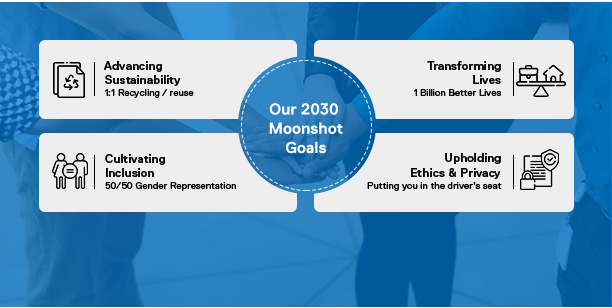 Advancing
Sustainability
1:1 Recycling / reuse
Transforming
Lives
1 Billion Better Lives
Our 2030
Moonshot
Goals
Cultivating
Inclusion
50/50 Gender Representation
Upholding
Ethics & Privacy
Putting you in the driver's seat